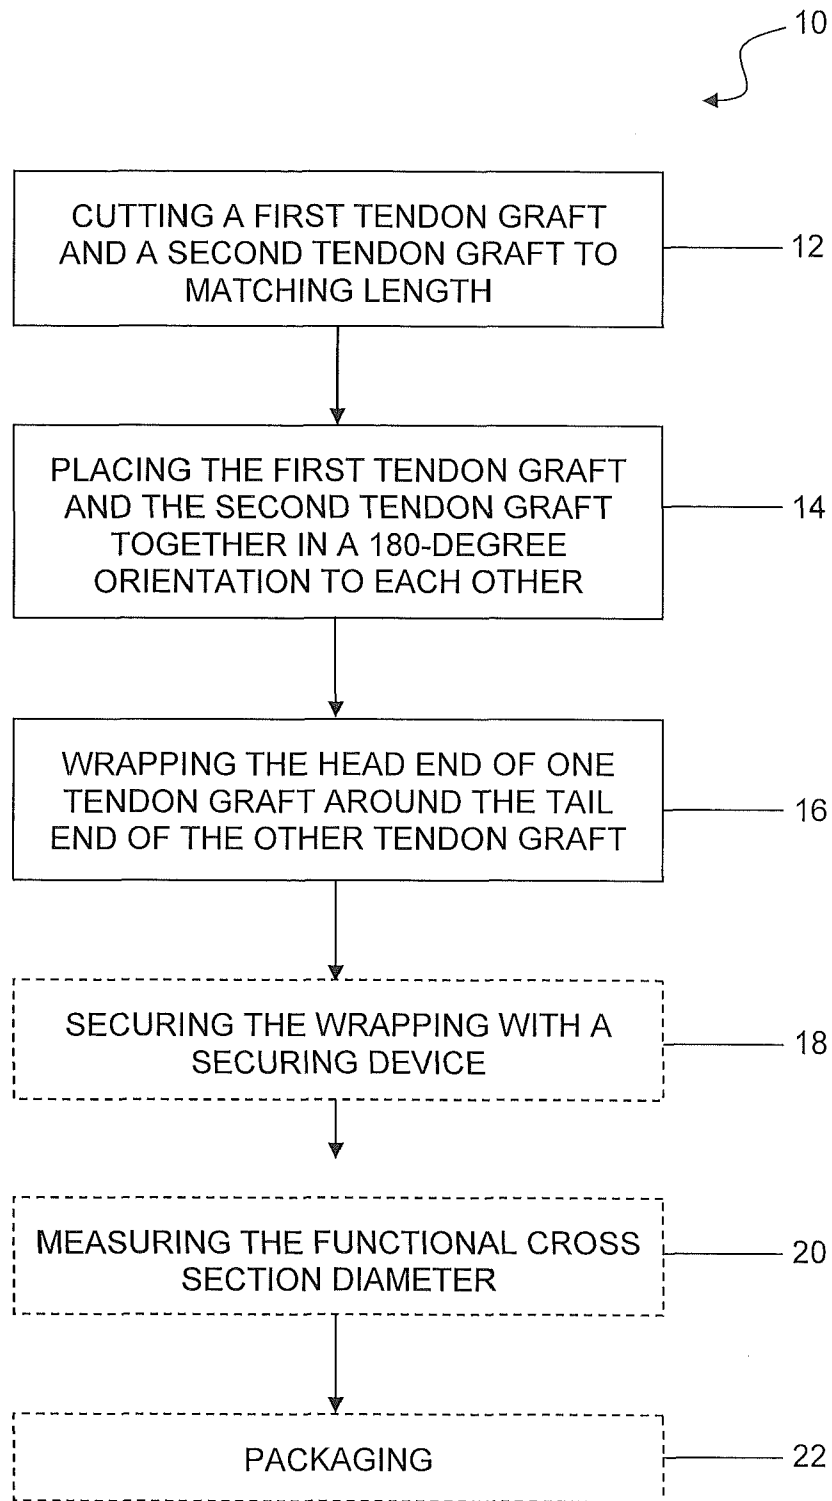 10
CUTTING A FIRST TENDON GRAFT
AND A SECOND TENDON GRAFT TO
MATCHING LENGTH
12
PLACING THE FIRST TENDON GRAFT
AND THE SECOND TENDON GRAFT
TOGETHER IN A 180-DEGREE
ORIENTATION TO EACH OTHER
14
WRAPPING THE HEAD END OF ONE
TENDON GRAFT AROUND THE TAIL
END OF THE OTHER TENDON GRAFT
16
SECURING THE WRAPPING WITH A
SECURING DEVICE
18
MEASURING THE FUNCTIONAL CROSS
SECTION DIAMETER
20
PACKAGING
22